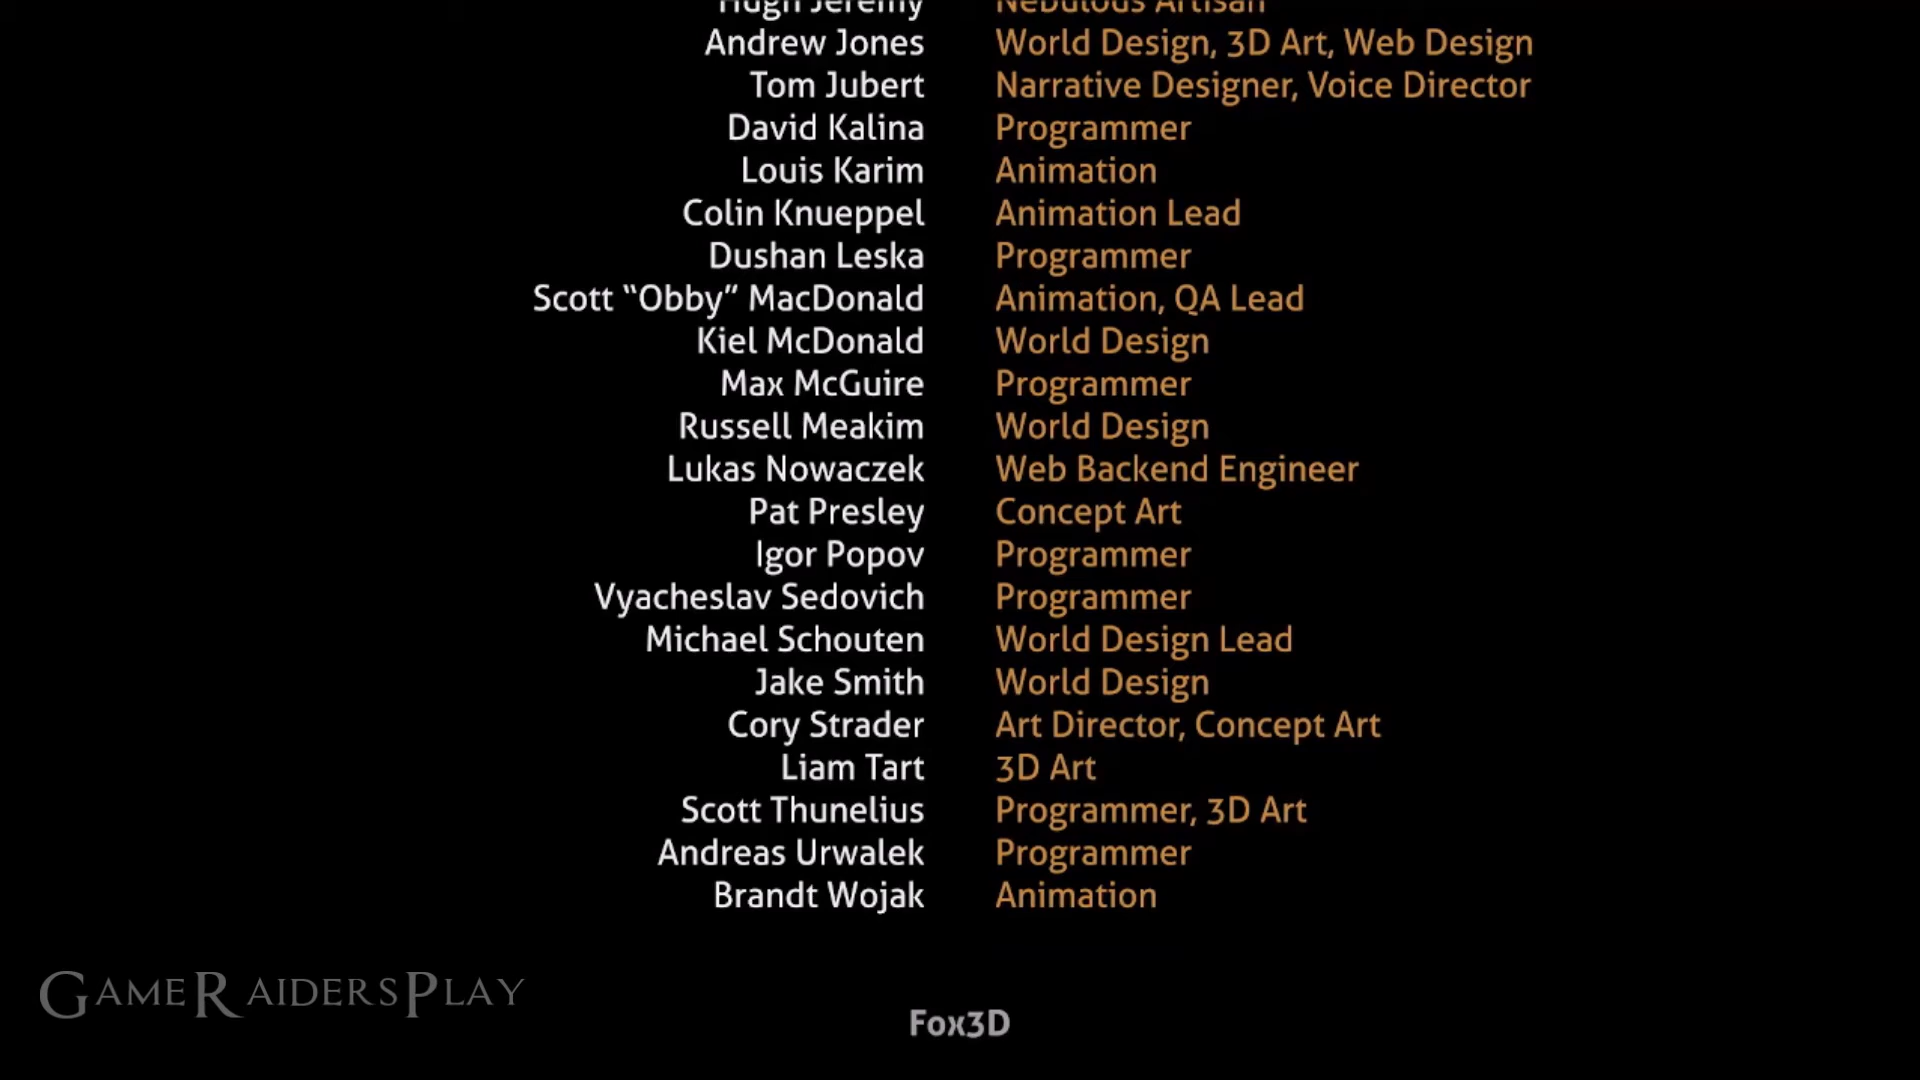 Hugh Jeremy Nebulous Artisan
Andrew Jones World Design, 3D Art, Web Design
Tom Jubert Narrative Designer, Voice Director
David Kalina Programmer
Louis Karim Animation
Colin Knueppel Animation Lead
Dushan Leska Programmer
Scott “Obby” MacDonald Animation, QA Lead
Kiel McDonald World Design
Max McGuire Programmer
Russell Meakim World Design
Lukas Nowaczek Web Backend Engineer
Pat Presley Concept Art
Igor Popov Programmer
Vyacheslav Sedovich Programmer
Michael Schouten World Design Lead
Jake Smith World Design
Cory Strader Art Director, Concept Art
Liam Tart 3D Art
Scott Thunelius Programmer, 3D Art
Andreas Urwalek Programmer
Brandt Wojak Animation
GameRaidersPlay
Fox3D